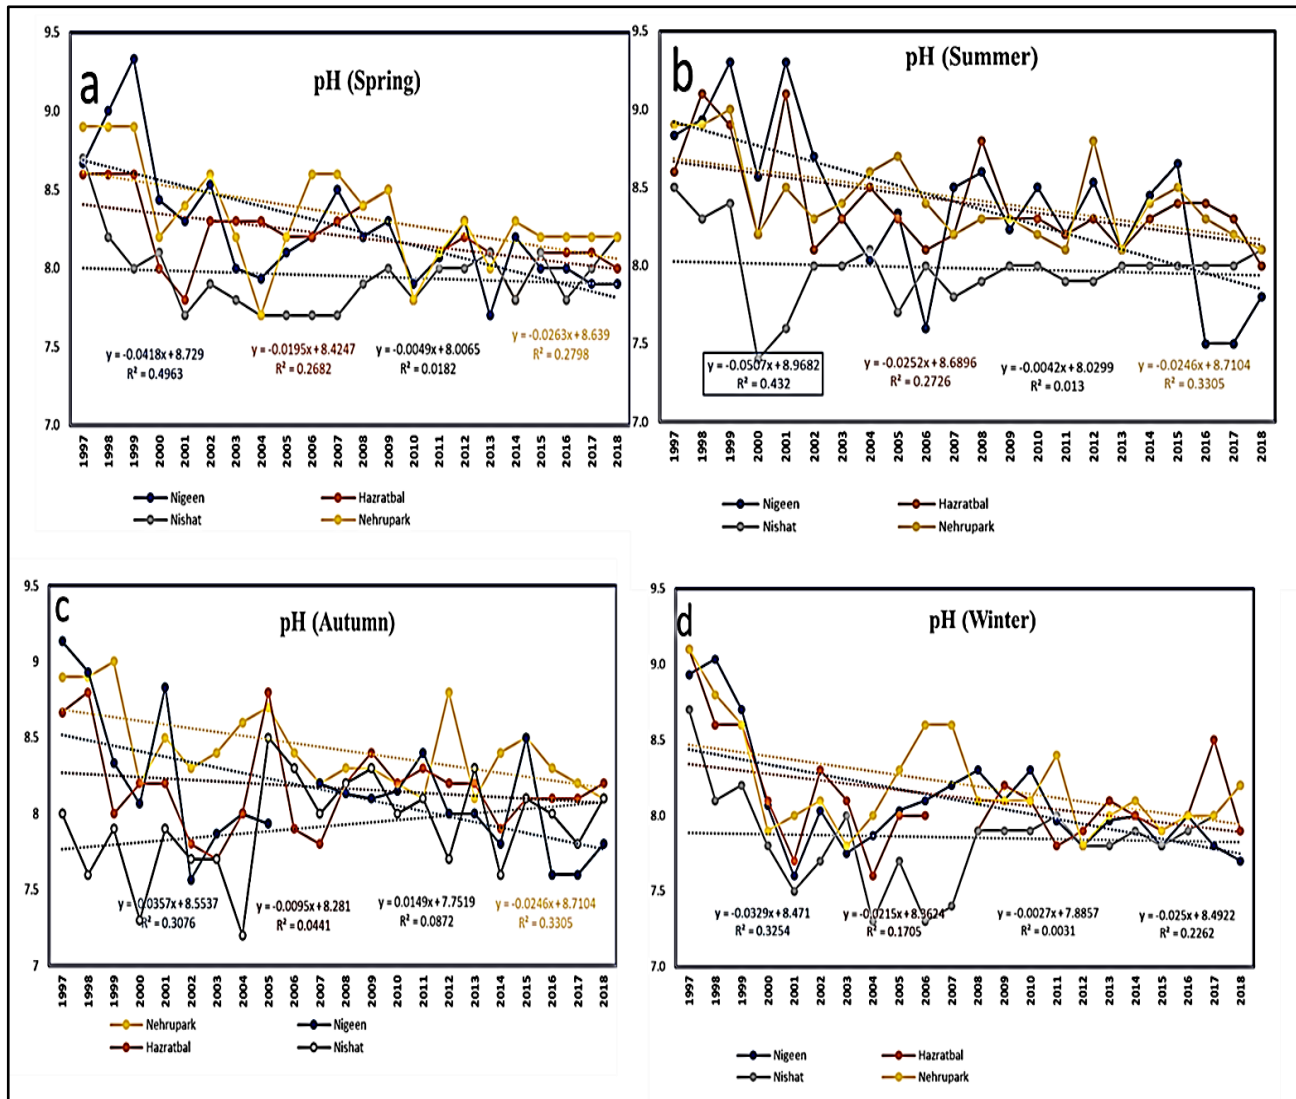 a
pH (Spring)
9.5
9.0
8.5
8.0
7.5
7.0
y = -0.0418x + 8.729
R² = 0.4963
y = -0.0195x + 8.4247
R² = 0.2682
y = -0.0049x + 8.0065
R² = 0.0182
y = -0.0263x + 8.639
R² = 0.2798
1997 1998 1999 2000 2001 2002 2003 2004 2005 2006 2007 2008 2009 2010 2011 2012 2013 2014 2015 2016 2017 2018
Nigeen Hazratbal
Nishat Nehrupark
b
pH (Summer)
9.5
9.0
8.5
8.0
7.5
7.0
y = -0.0507x + 8.9682
R² = 0.432
y = -0.0252x + 8.6896
R² = 0.2726
y = -0.0042x + 8.0299
R² = 0.013
y = -0.0246x + 8.7104
R² = 0.3305
1997 1998 1999 2000 2001 2002 2003 2004 2005 2006 2007 2008 2009 2010 2011 2012 2013 2014 2015 2016 2017 2018
Nigeen Hazratbal
Nishat Nehrupark
c
pH (Autumn)
9.5
9
8.5
8
7.5
7
y = -0.0357x + 8.5537
R² = 0.3076
y = -0.0095x + 8.281
R² = 0.0441
y = 0.0149x + 7.7519
R² = 0.0872
y = -0.0246x + 8.7104
R² = 0.3305
1997 1998 1999 2000 2001 2002 2003 2004 2005 2006 2007 2008 2009 2010 2011 2012 2013 2014 2015 2016 2017 2018
Nehrupark Nigeen
Hazratbal Nishat
d
pH (Winter)
9.5
9.0
8.5
8.0
7.5
7.0
y = -0.0329x + 8.471
R² = 0.3254
y = -0.0215x + 8.3624
R² = 0.1705
y = -0.0027x + 7.8857
R² = 0.0031
y = -0.025x + 8.4922
R² = 0.2262
1997 1998 1999 2000 2001 2002 2003 2004 2005 2006 2007 2008 2009 2010 2011 2012 2013 2014 2015 2016 2017 2018
Nigeen Hazratbal
Nishat Nehrupark